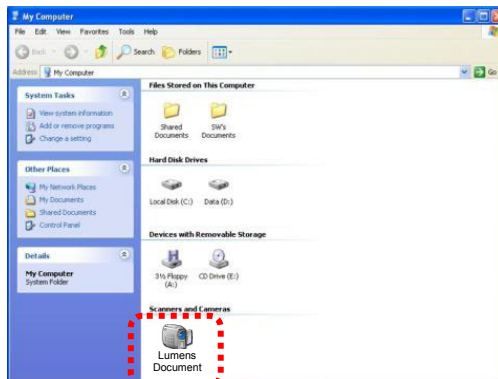 My Computer
File Edit View Favorites Tools Help
Back Search Folders
Address My Computer Go
System Tasks
View system information
Add or remove programs
Change a setting
Other Places
My Network Places
My Documents
Shared Documents
Control Panel
Details
My Computer
System Folder
Files Stored on This Computer
Shared Documents
SW's Documents
Hard Disk Drives
Local Disk (C:) Data (D:)
Devices with Removable Storage
3½ Floppy (A:)
CD Drive (E:)
Scanners and Cameras
Lumens
Document